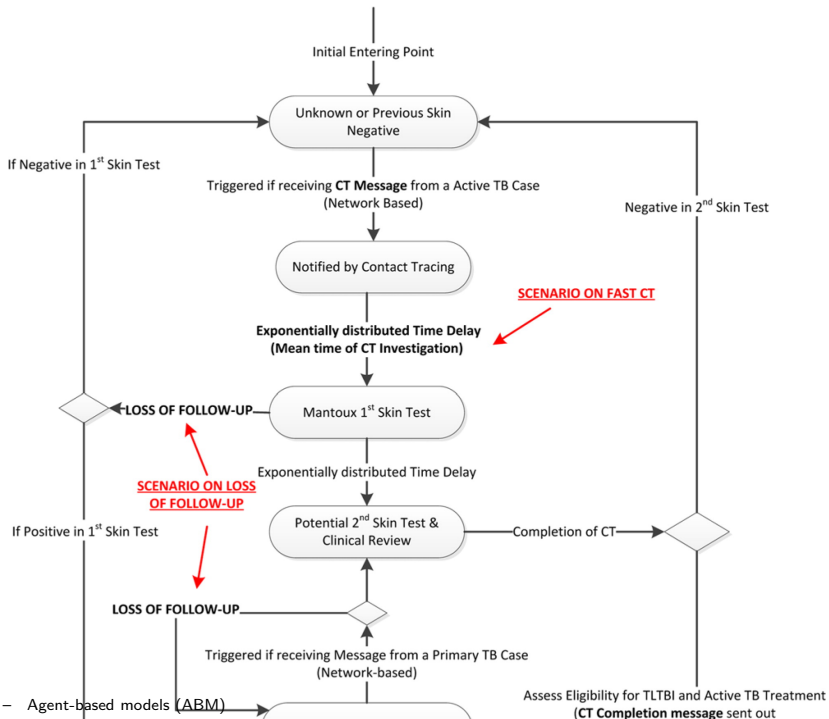 Initial Entering Point
Unknown or Previous Skin
Negative
If Negative in 1st Skin Test
Triggered if receiving CT Message from a Active TB Case
(Network Based)
Negative in 2nd Skin Test
Notified by Contact Tracing
SCENARIO ON FAST CT
Exponentially distributed Time Delay
(Mean time of CT Investigation)
LOSS OF FOLLOW-UP
Mantoux 1st Skin Test
Exponentially distributed Time Delay
SCENARIO ON LOSS
OF FOLLOW-UP
If Positive in 1st Skin Test
Potential 2nd Skin Test &
Clinical Review
Completion of CT
LOSS OF FOLLOW-UP
Triggered if receiving Message from a Primary TB Case
(Network-based)
Assess Eligibility for TLTBI and Active TB Treatment
(CT Completion message sent out
– Agent-based models (ABM)